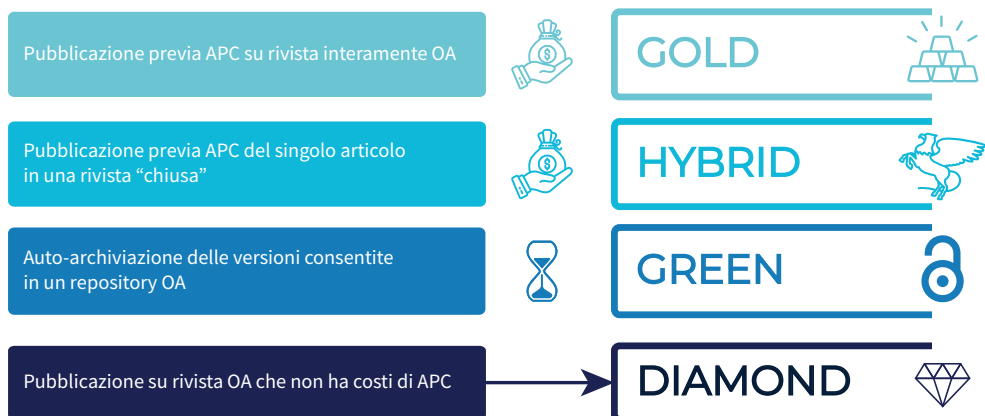 Pubblicazione previa APC su rivista interamente OA
GOLD
Pubblicazione previa APC del singolo articolo
in una rivista “chiusa”
HYBRID
Auto-archiviazione delle versioni consentite
in un repository OA
GREEN
Pubblicazione su rivista OA che non ha costi di APC
DIAMOND